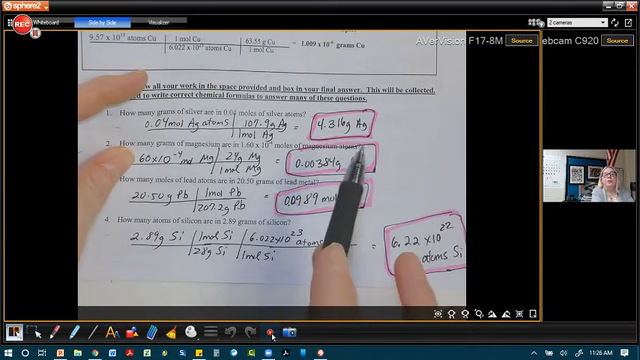 sphere2
Whiteboard
Side by Side
Visualizer
2 cameras
REC
AVerVision F17-8M
Source
ebcam C920
Source
9.57 x 10¹⁵ atoms Cu | 1 mol Cu | 63.55 g Cu
6.022 x 10²³ atoms Cu | 1 mol Cu
= 1.009 x 10⁻⁶ grams Cu
all your work in the space provided and box in your final answer. This will be collected.
to write correct chemical formulas to answer many of these questions.
1. How many grams of silver are in 0.04 moles of silver atoms?
0.04 mol Ag atoms | 107.9g Ag
1 mol Ag
= 4.316g Ag
2. How many grams of magnesium are in 1.60 x 10⁻⁴ moles of magnesium atoms?
60x10⁻⁴ mol Mg | 24g Mg
1 mol Mg
= 0.00384g
How many moles of lead atoms are in 20.50 grams of lead metal?
20.50g Pb | 1 mol Pb
207.2g Pb
= 0.0989 mol
4. How many atoms of silicon are in 2.89 grams of silicon?
2.89g Si | 1 mol Si | 6.022x10²³ atoms
28g Si | 1 mol Si
= 6.22 x10²² atoms Si
11:26 AM